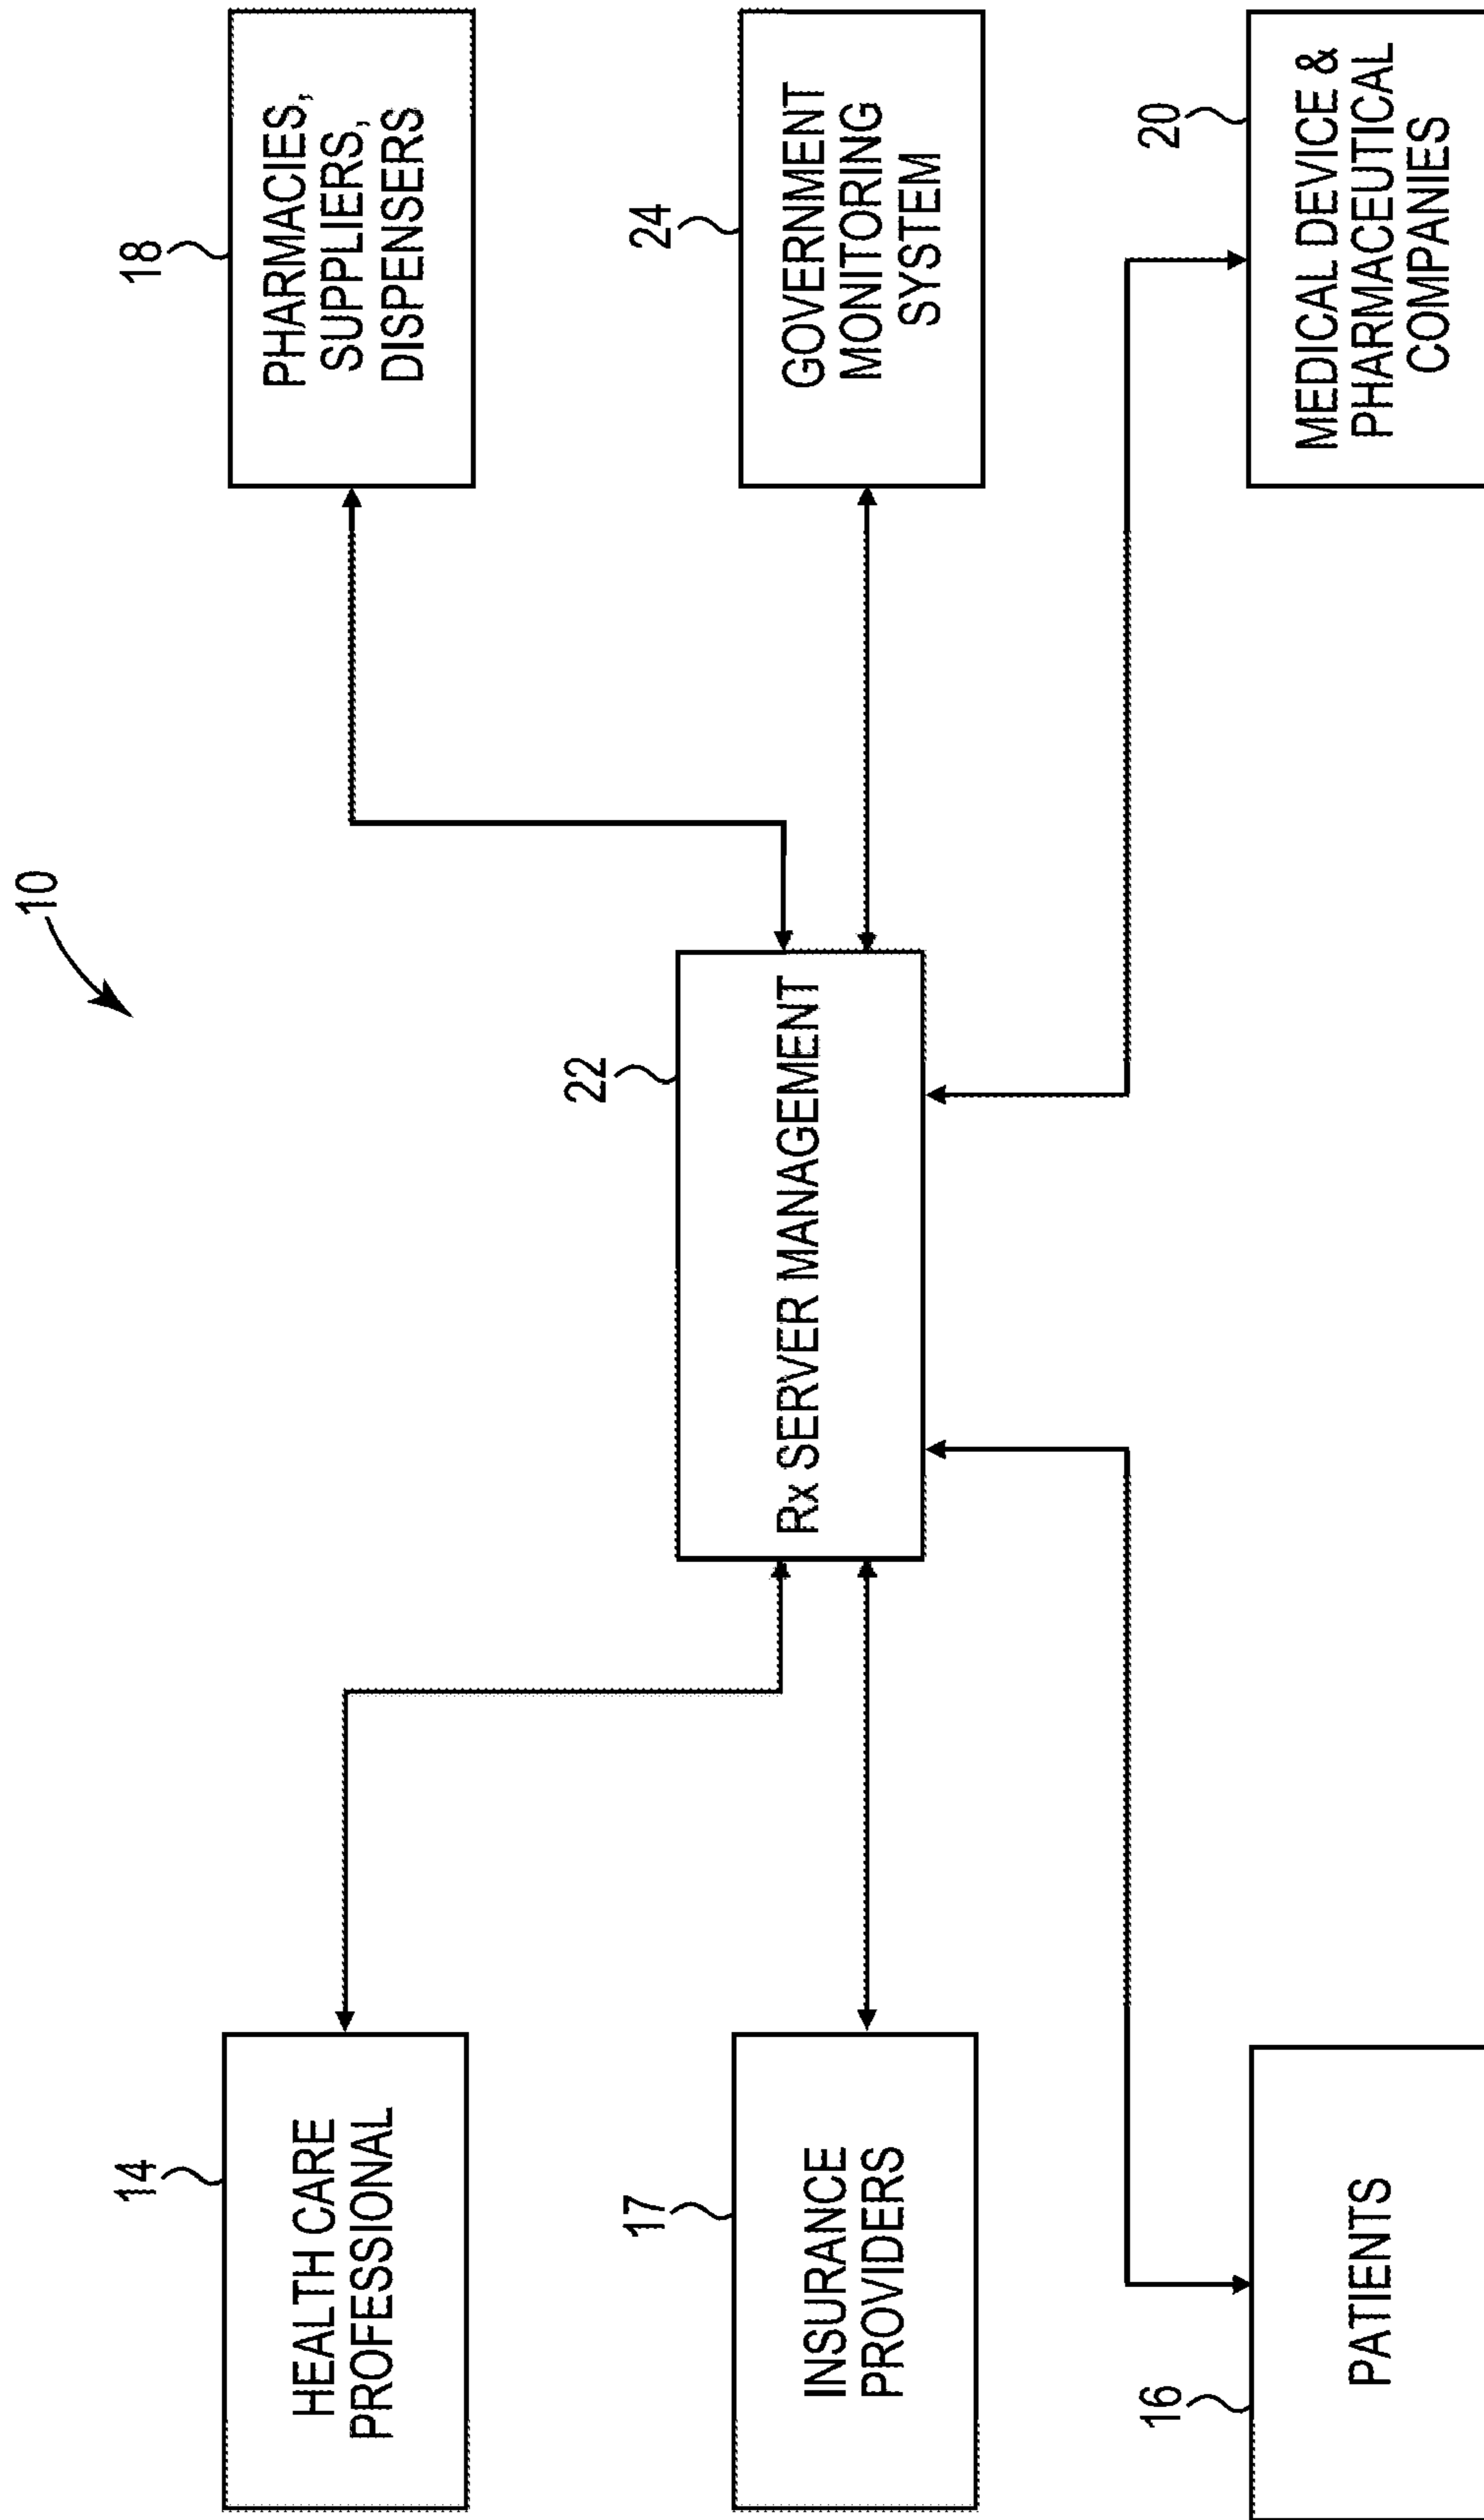 10
14
HEALTH CARE
PROFESSIONAL
18
PHARMACIES,
SUPPLIERS,
DISPENSERS
22
Rx SERVER MANAGEMENT
17
INSURANCE
PROVIDERS
24
GOVERNMENT
MONITORING
SYSTEM
16
PATIENTS
20
MEDICAL DEVICE &
PHARMACEUTICAL
COMPANIES